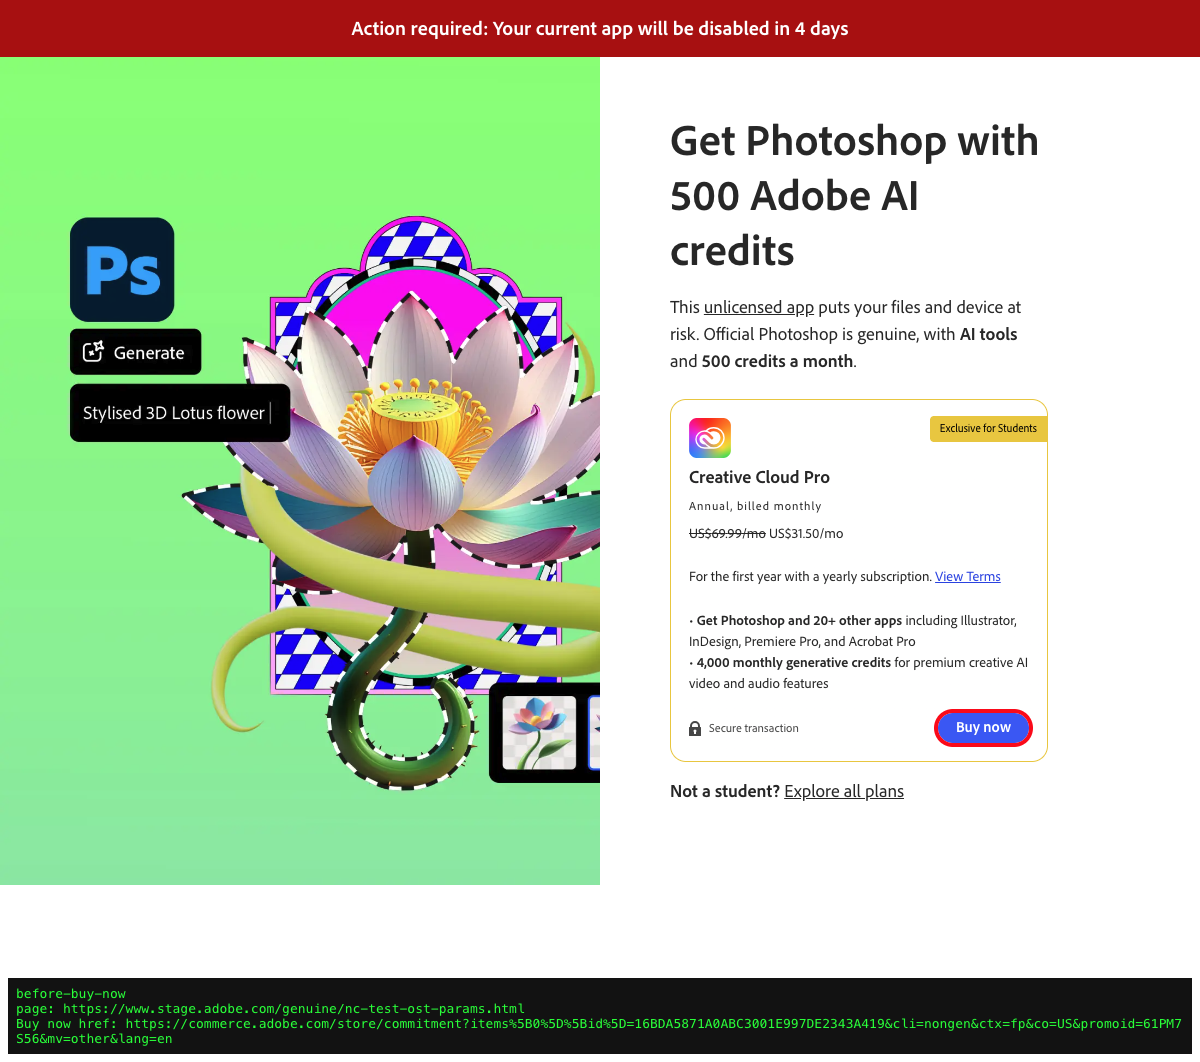 Action required: Your current app will be disabled in 4 days
Ps
Generate
Stylised 3D Lotus flower
Get Photoshop with
500 Adobe AI
credits
This unlicensed app puts your files and device at
risk. Official Photoshop is genuine, with AI tools
and 500 credits a month.
Exclusive for Students
Creative Cloud Pro
Annual, billed monthly
US$69.99/mo US$31.50/mo
For the first year with a yearly subscription. View Terms
• Get Photoshop and 20+ other apps including Illustrator,
InDesign, Premiere Pro, and Acrobat Pro
• 4,000 monthly generative credits for premium creative AI
video and audio features
Secure transaction
Buy now
Not a student? Explore all plans
before-buy-now
page: https://www.stage.adobe.com/genuine/nc-test-ost-params.html
Buy now href: https://commerce.adobe.com/store/commitment?items%5B0%5D%5Bid%5D=16BDA5871A0ABC3001E997DE2343A419&cli=nongen&ctx=fp&co=US&promoid=61PM7
S56&mv=other&lang=en